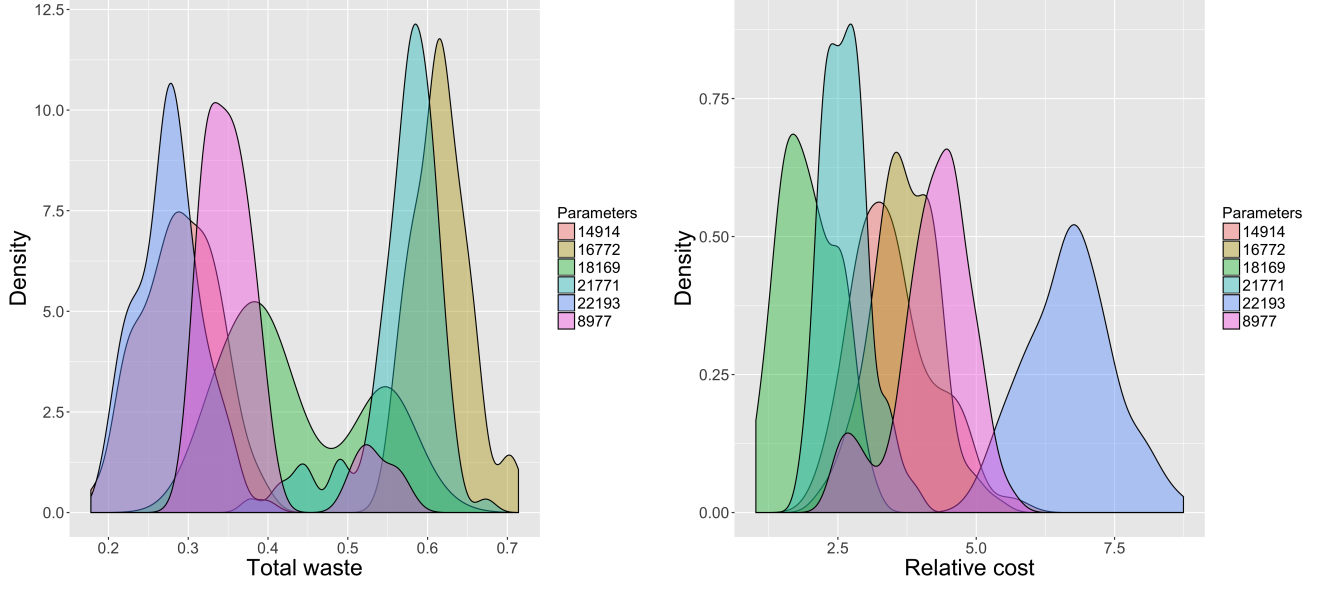 12.5
10.0
7.5
5.0
2.5
0.0
Density
0.2 0.3 0.4 0.5 0.6 0.7
Total waste
Parameters
14914
16772
18169
21771
22193
8977
0.75
0.50
0.25
0.00
Density
2.5 5.0 7.5
Relative cost
Parameters
14914
16772
18169
21771
22193
8977